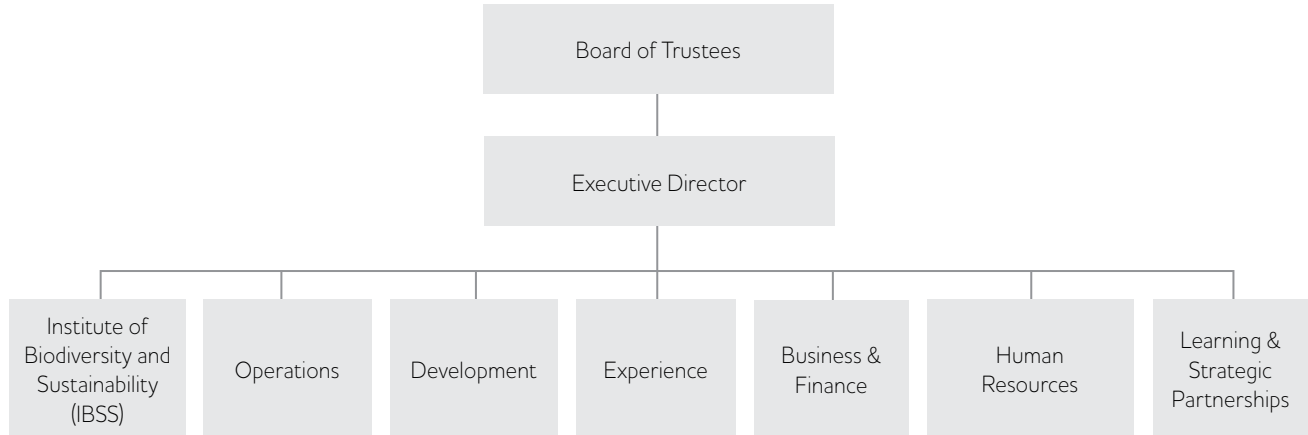 Board of Trustees
Executive Director
Institute of
Biodiversity and
Sustainability
(IBSS)
Operations
Development
Experience
Business &
Finance
Human
Resources
Learning &
Strategic
Partnerships